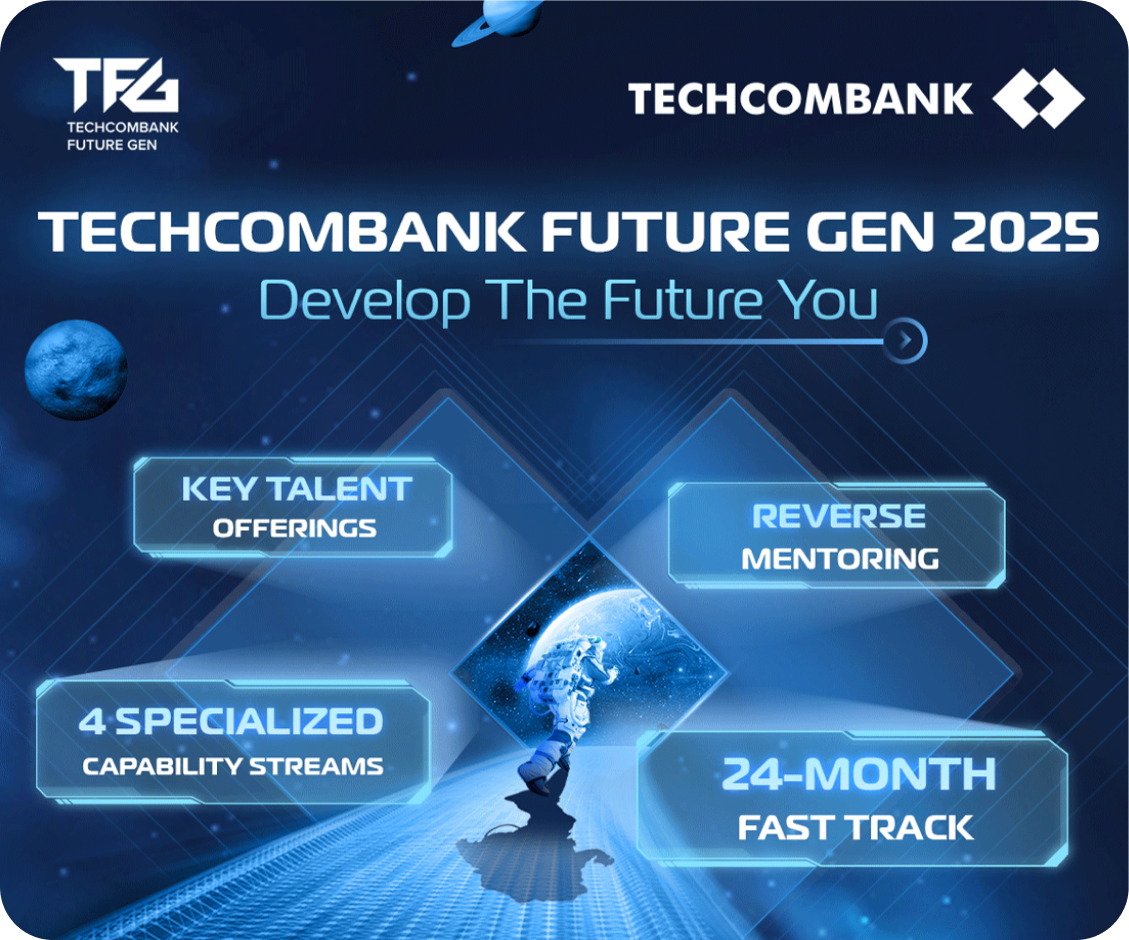 TFG
TECHCOMBANK
FUTURE GEN
TECHCOMBANK
TECHCOMBANK FUTURE GEN 2025
Develop The Future You
KEY TALENT
OFFERINGS
REVERSE
MENTORING
4 SPECIALIZED
CAPABILITY STREAMS
24-MONTH
FAST TRACK